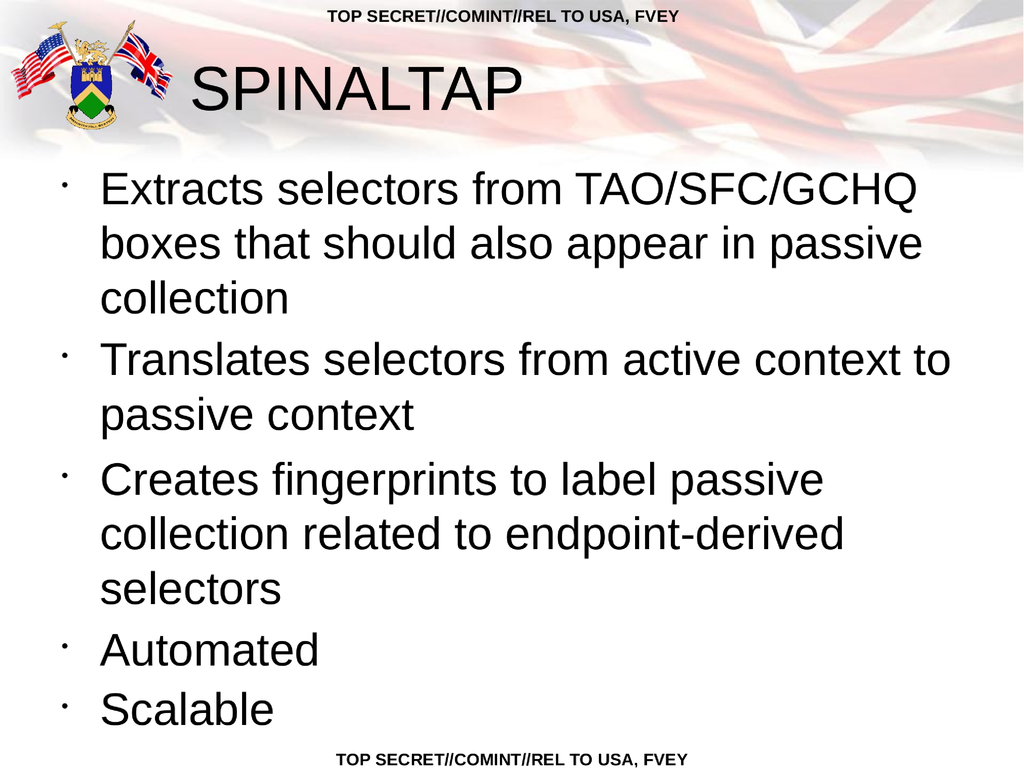 TOP SECRET//COMINT//REL TO USA, FVEY
SPINALTAP
• Extracts selectors from TAO/SFC/GCHQ
boxes that should also appear in passive
collection
• Translates selectors from active context to
passive context
• Creates fingerprints to label passive
collection related to endpoint-derived
selectors
• Automated
• Scalable
TOP SECRET//COMINT//REL TO USA, FVEY